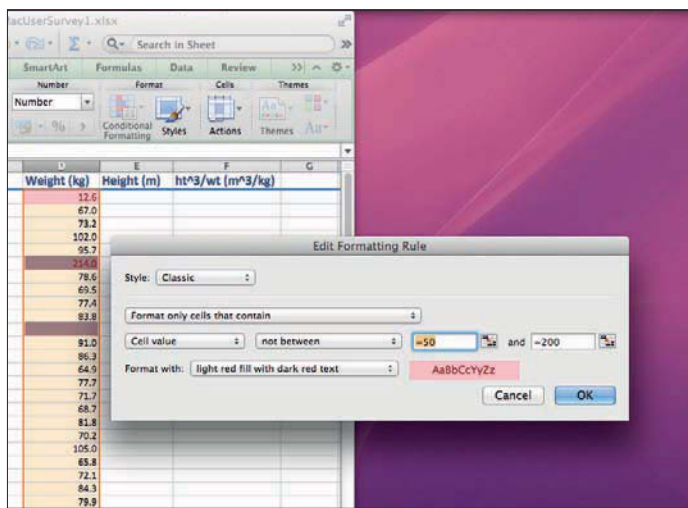 acUserSurvey1.xlsx
Search in Sheet
SmartArt Formulas Data Review
Number Format Cells Themes
Number
% Conditional Formatting Styles Actions Themes Aa
D E F G
Weight (kg) Height (m) ht^3/wt (m^3/kg)
12.6
67.0
73.2
102.0
95.7
214.0
78.6
69.5
77.4
83.8
91.0
86.3
64.9
77.7
71.7
68.7
81.8
70.2
105.0
65.8
72.1
84.3
79.9
Edit Formatting Rule
Style: Classic
Format only cells that contain
Cell value not between =50 and =200
Format with: light red fill with dark red text AaBbCcYyZz
Cancel OK